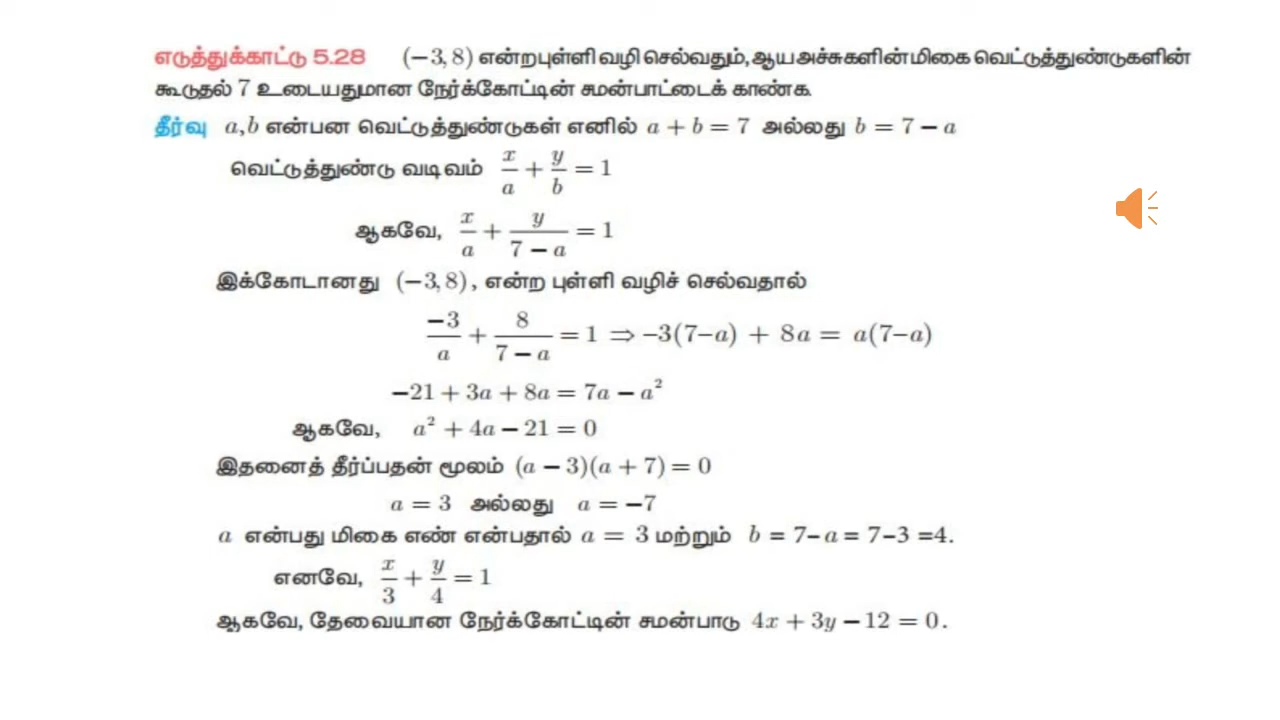 எடுத்துக்காட்டு 5.28 (−3, 8) என்ற புள்ளி வழி செல்வதும், ஆய அச்சுகளின் மிகை வெட்டுத்துண்டுகளின்
கூடுதல் 7 உடையதுமான நேர்க்கோட்டின் சமன்பாட்டைக் காண்க.
தீர்வு a,b என்பன வெட்டுத்துண்டுகள் எனில் a + b = 7 அல்லது b = 7 − a
வெட்டுத்துண்டு வடிவம் x/a + y/b = 1
ஆகவே, x/a + y/(7 − a) = 1
இக்கோடானது (−3, 8), என்ற புள்ளி வழிச் செல்வதால்
−3/a + 8/(7 − a) = 1 ⇒ −3(7−a) + 8a = a(7−a)
−21 + 3a + 8a = 7a − a²
ஆகவே, a² + 4a − 21 = 0
இதனைத் தீர்ப்பதன் மூலம் (a − 3)(a + 7) = 0
a = 3 அல்லது a = −7
a என்பது மிகை எண் என்பதால் a = 3 மற்றும் b = 7− a = 7−3 =4.
எனவே, x/3 + y/4 = 1
ஆகவே, தேவையான நேர்க்கோட்டின் சமன்பாடு 4x + 3y − 12 = 0.